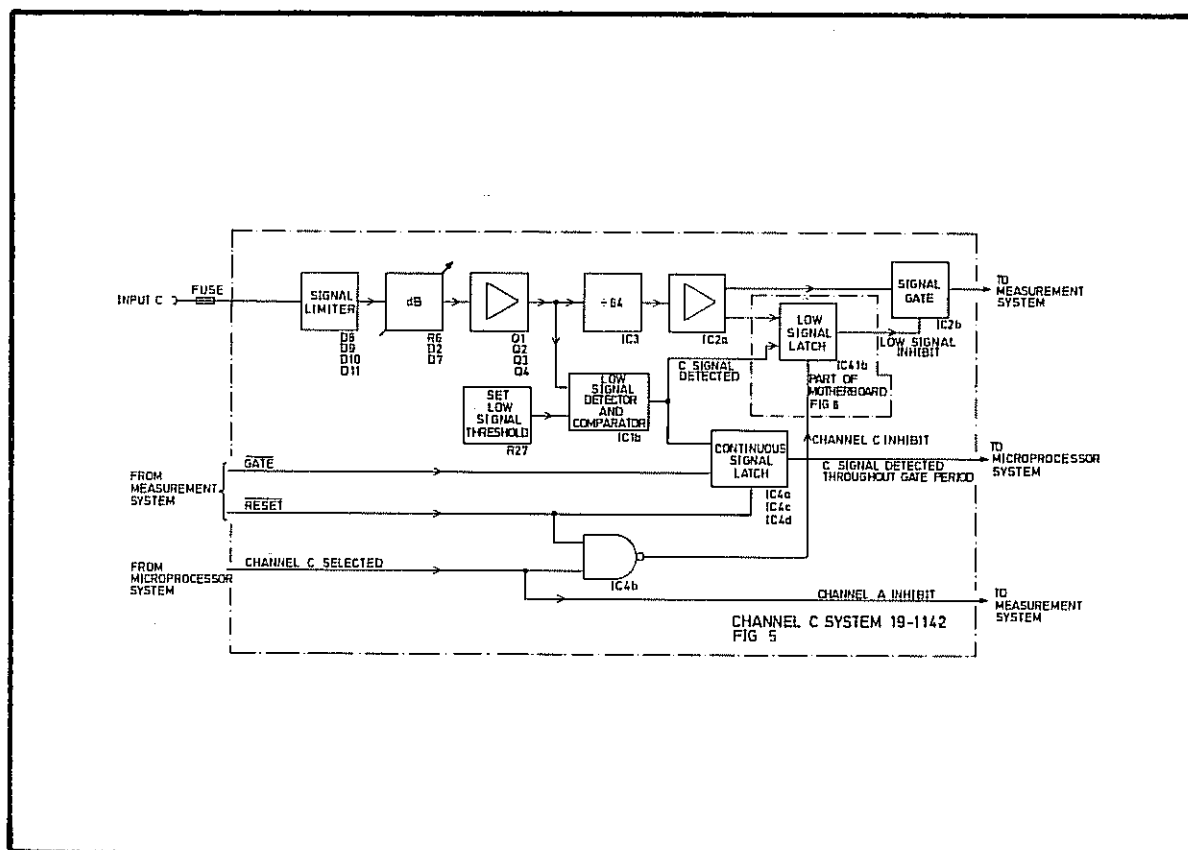 INPUT C
FUSE
SIGNAL
LIMITER
D8
D9
D10
D11
dB
R6
D2
D7
Q1
Q2
Q3
Q4
÷64
IC3
IC2a
LOW
SIGNAL
LATCH
IC41b
PART OF
MOTHERBOARD
FIG 6
SIGNAL
GATE
IC2b
LOW SIGNAL
INHIBIT
TO
MEASUREMENT
SYSTEM
C SIGNAL
DETECTED
SET
LOW
SIGNAL
THRESHOLD
R27
LOW
SIGNAL
DETECTOR
AND
COMPARATOR
IC1b
CONTINUOUS
SIGNAL
LATCH
IC4a
IC4c
IC4d
CHANNEL C INHIBIT
C SIGNAL DETECTED
THROUGHOUT GATE PERIOD
TO
MICROPROCESSOR
SYSTEM
FROM
MEASUREMENT
SYSTEM
GATE
RESET
FROM
MICROPROCESSOR
SYSTEM
CHANNEL C SELECTED
IC4b
CHANNEL A INHIBIT
TO
MEASUREMENT
SYSTEM
CHANNEL C SYSTEM 19-1142
FIG 5